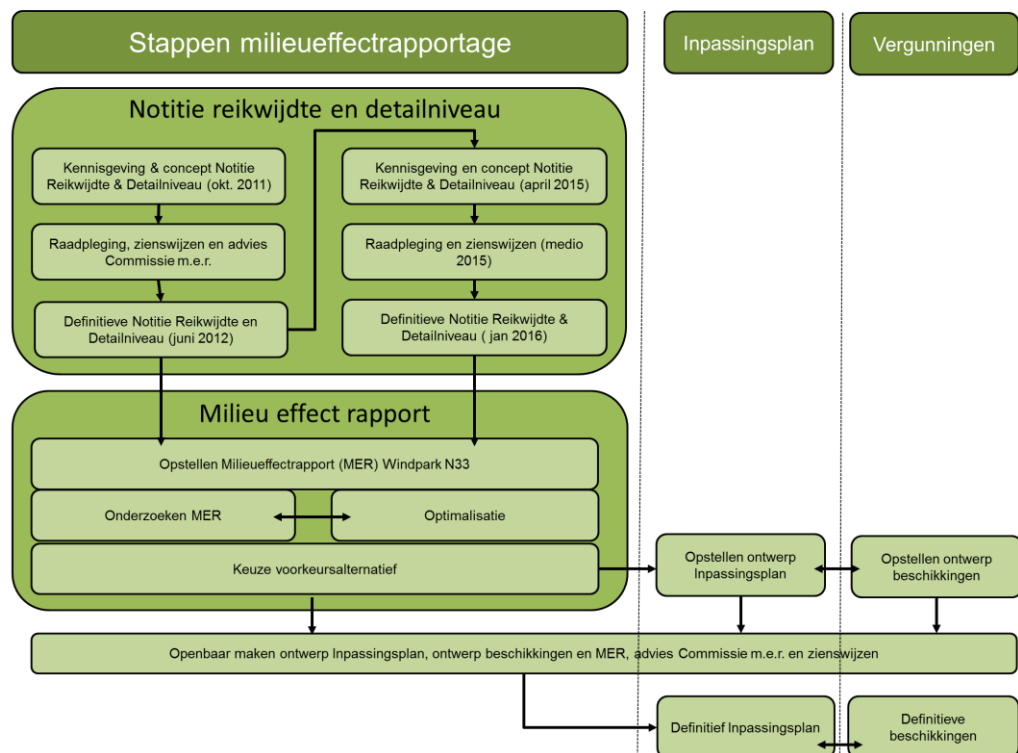 Stappen milieueffectrapportage
Inpassingsplan
Vergunningen
Notitie reikwijdte en detailniveau
Kennisgeving & concept Notitie
Reikwijdte & Detailniveau (okt. 2011)
Raadpleging, zienswijzen en advies
Commissie m.e.r.
Definitieve Notitie Reikwijdte en
Detailniveau (juni 2012)
Kennisgeving en concept Notitie
Reikwijdte & Detailniveau (april 2015)
Raadpleging en zienswijzen (medio
2015)
Definitieve Notitie Reikwijdte &
Detailniveau ( jan 2016)
Milieu effect rapport
Opstellen Milieueffectrapport (MER) Windpark N33
Onderzoeken MER
Optimalisatie
Keuze voorkeursalternatief
Opstellen ontwerp
Inpassingsplan
Opstellen ontwerp
beschikkingen
Openbaar maken ontwerp Inpassingsplan, ontwerp beschikkingen en MER, advies Commissie m.e.r. en zienswijzen
Definitief Inpassingsplan
Definitieve
beschikkingen